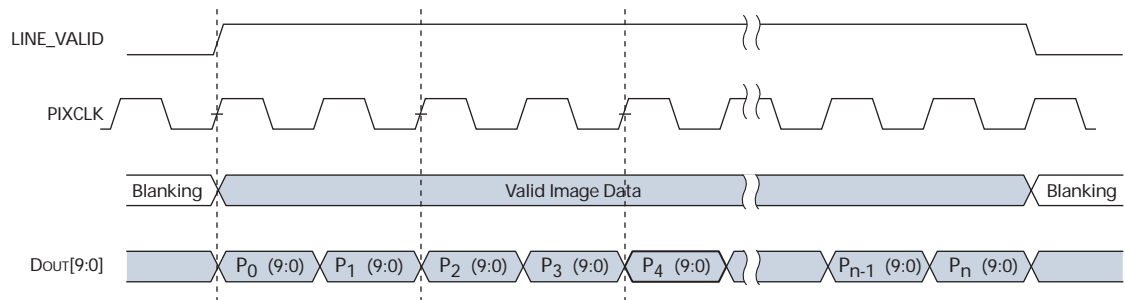 LINE_VALID
PIXCLK
Blanking Valid Image Data Blanking
DOUT[9:0] P0 (9:0) P1 (9:0) P2 (9:0) P3 (9:0) P4 (9:0) Pn-1 (9:0) Pn (9:0)